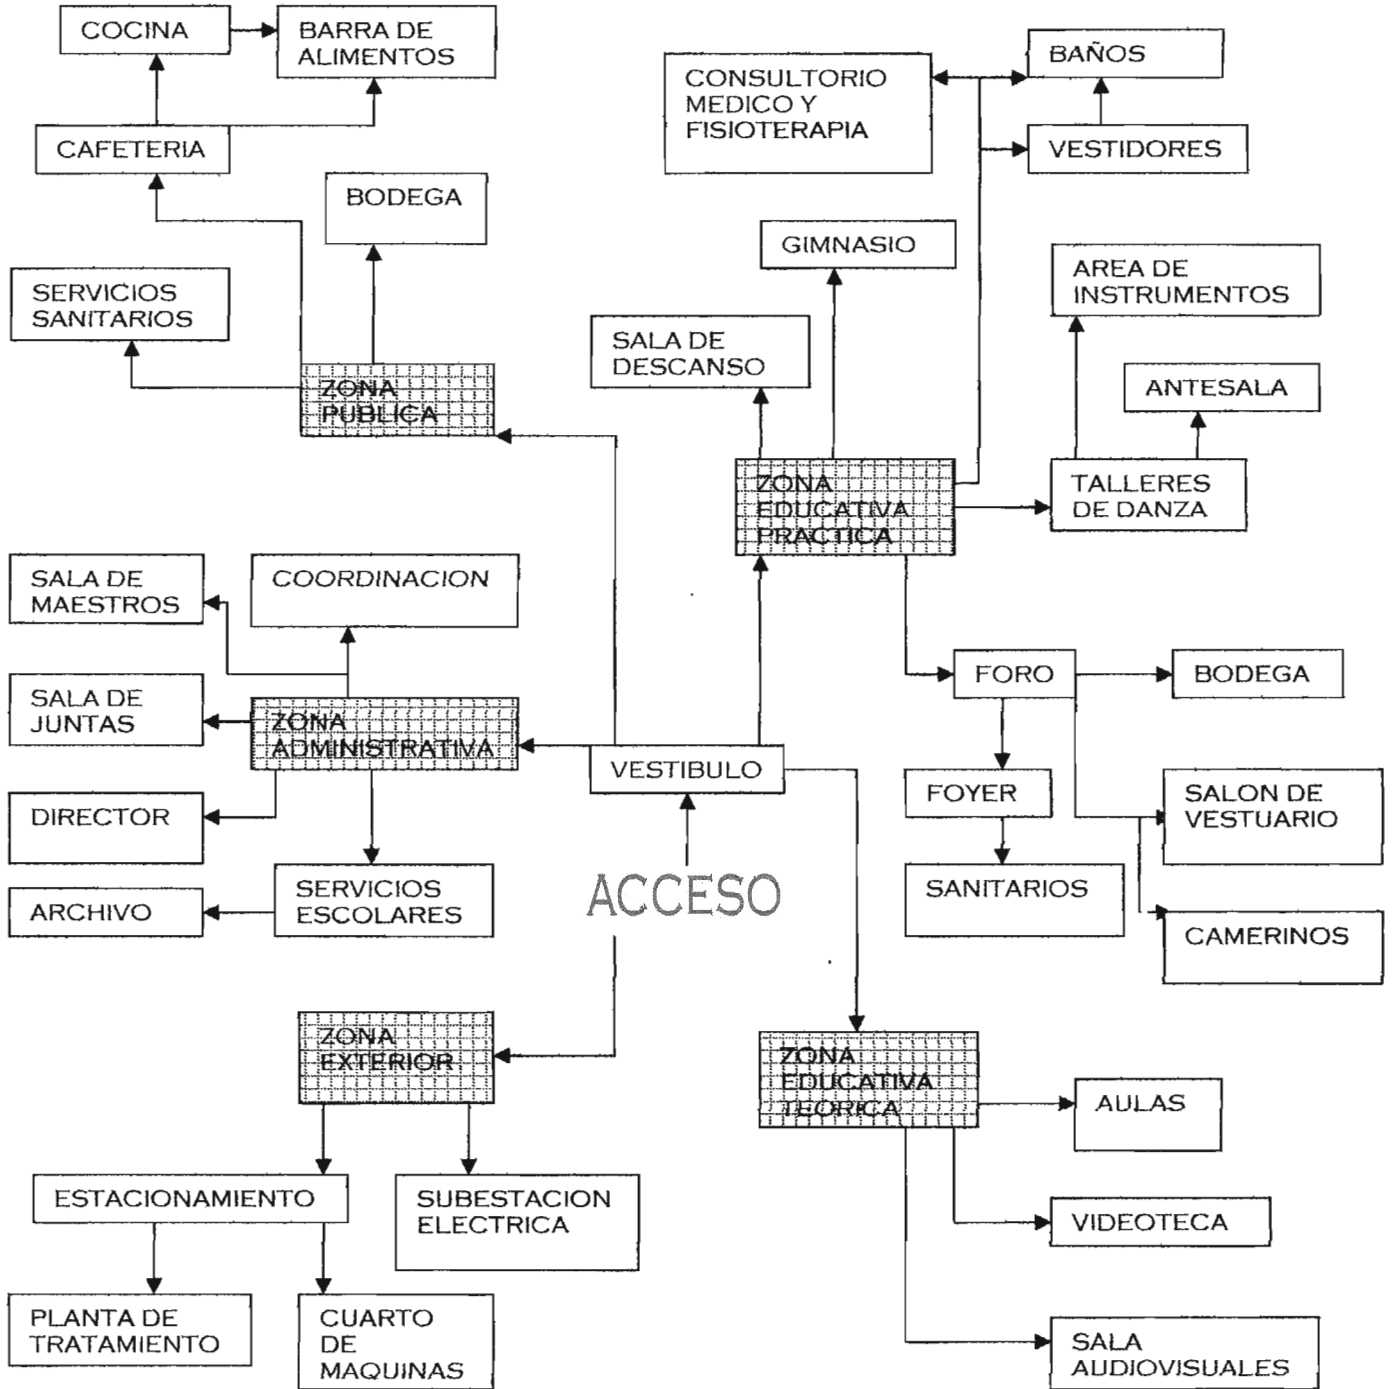 COCINA
BARRA DE
ALIMENTOS
CAFETERIA
BODEGA
SERVICIOS
SANITARIOS
ZONA
PUBLICA
CONSULTORIO
MEDICO Y
FISIOTERAPIA
BAÑOS
VESTIDORES
GIMNASIO
AREA DE
INSTRUMENTOS
SALA DE
DESCANSO
ANTESALA
ZONA
EDUCATIVA
PRACTICA
TALLERES
DE DANZA
SALA DE
MAESTROS
COORDINACION
SALA DE
JUNTAS
ZONA
ADMINISTRATIVA
DIRECTOR
SERVICIOS
ESCOLARES
ARCHIVO
VESTIBULO
ACCESO
FORO
BODEGA
FOYER
SALON DE
VESTUARIO
SANITARIOS
CAMERINOS
ZONA
EXTERIOR
ESTACIONAMIENTO
SUBESTACION
ELECTRICA
PLANTA DE
TRATAMIENTO
CUARTO
DE
MAQUINAS
ZONA
EDUCATIVA
TEORICA
AULAS
VIDEOTECA
SALA
AUDIOVISUALES